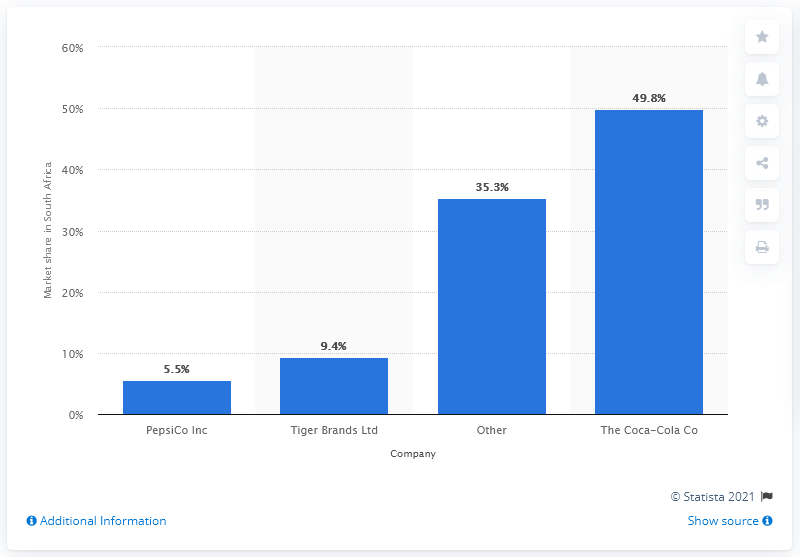 60%
50%
40%
30%
20%
10%
0%
Market share in South Africa
5.5%
9.4%
35.3%
49.8%
PepsiCo Inc
Tiger Brands Ltd
Other
The Coca-Cola Co
Company
© Statista 2021
Additional Information
Show source